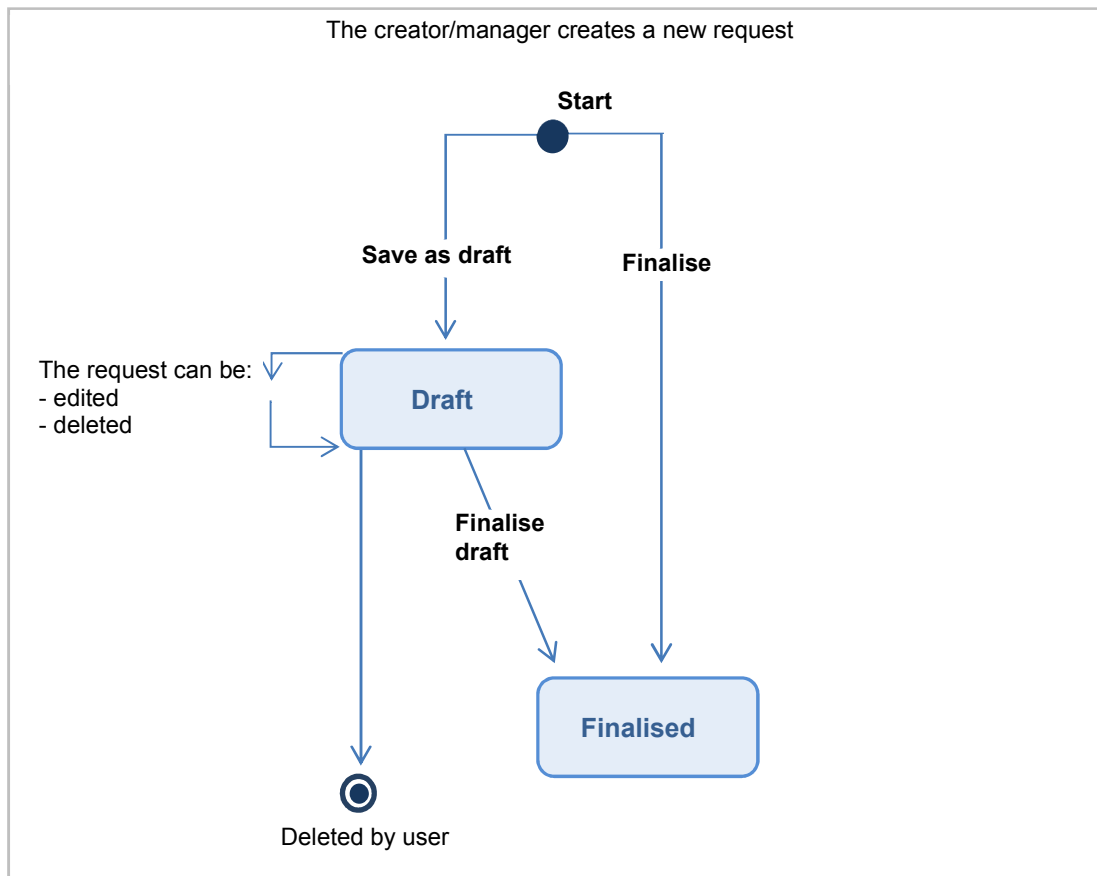 The creator/manager creates a new request
Start
Save as draft
Finalise
The request can be:
- edited
- deleted
Draft
Finalise
draft
Finalised
Deleted by user